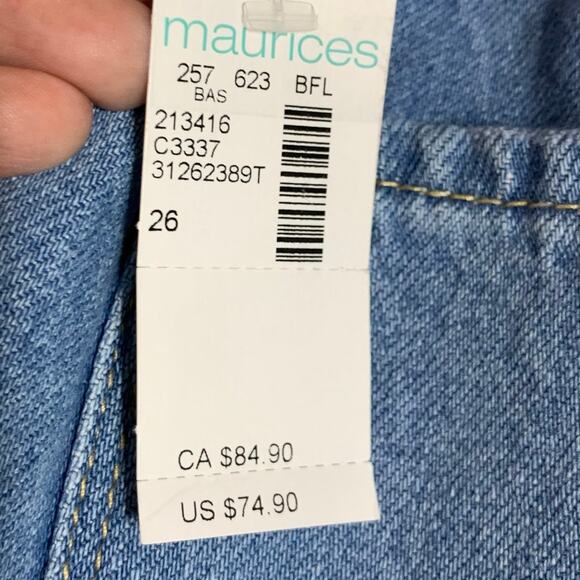 maurices
257 623 BFL
BAS
213416
C3337
31262389T
26
CA $84.90
US $74.90